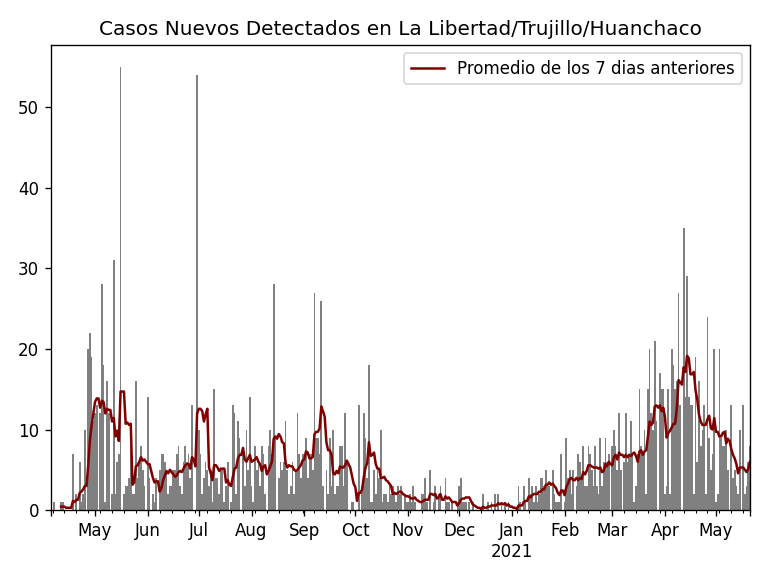 Casos Nuevos Detectados en La Libertad/Trujillo/Huanchaco
Promedio de los 7 dias anteriores
50
40
30
20
10
0
May Jun Jul Aug Sep Oct Nov Dec Jan Feb Mar Apr May
2021